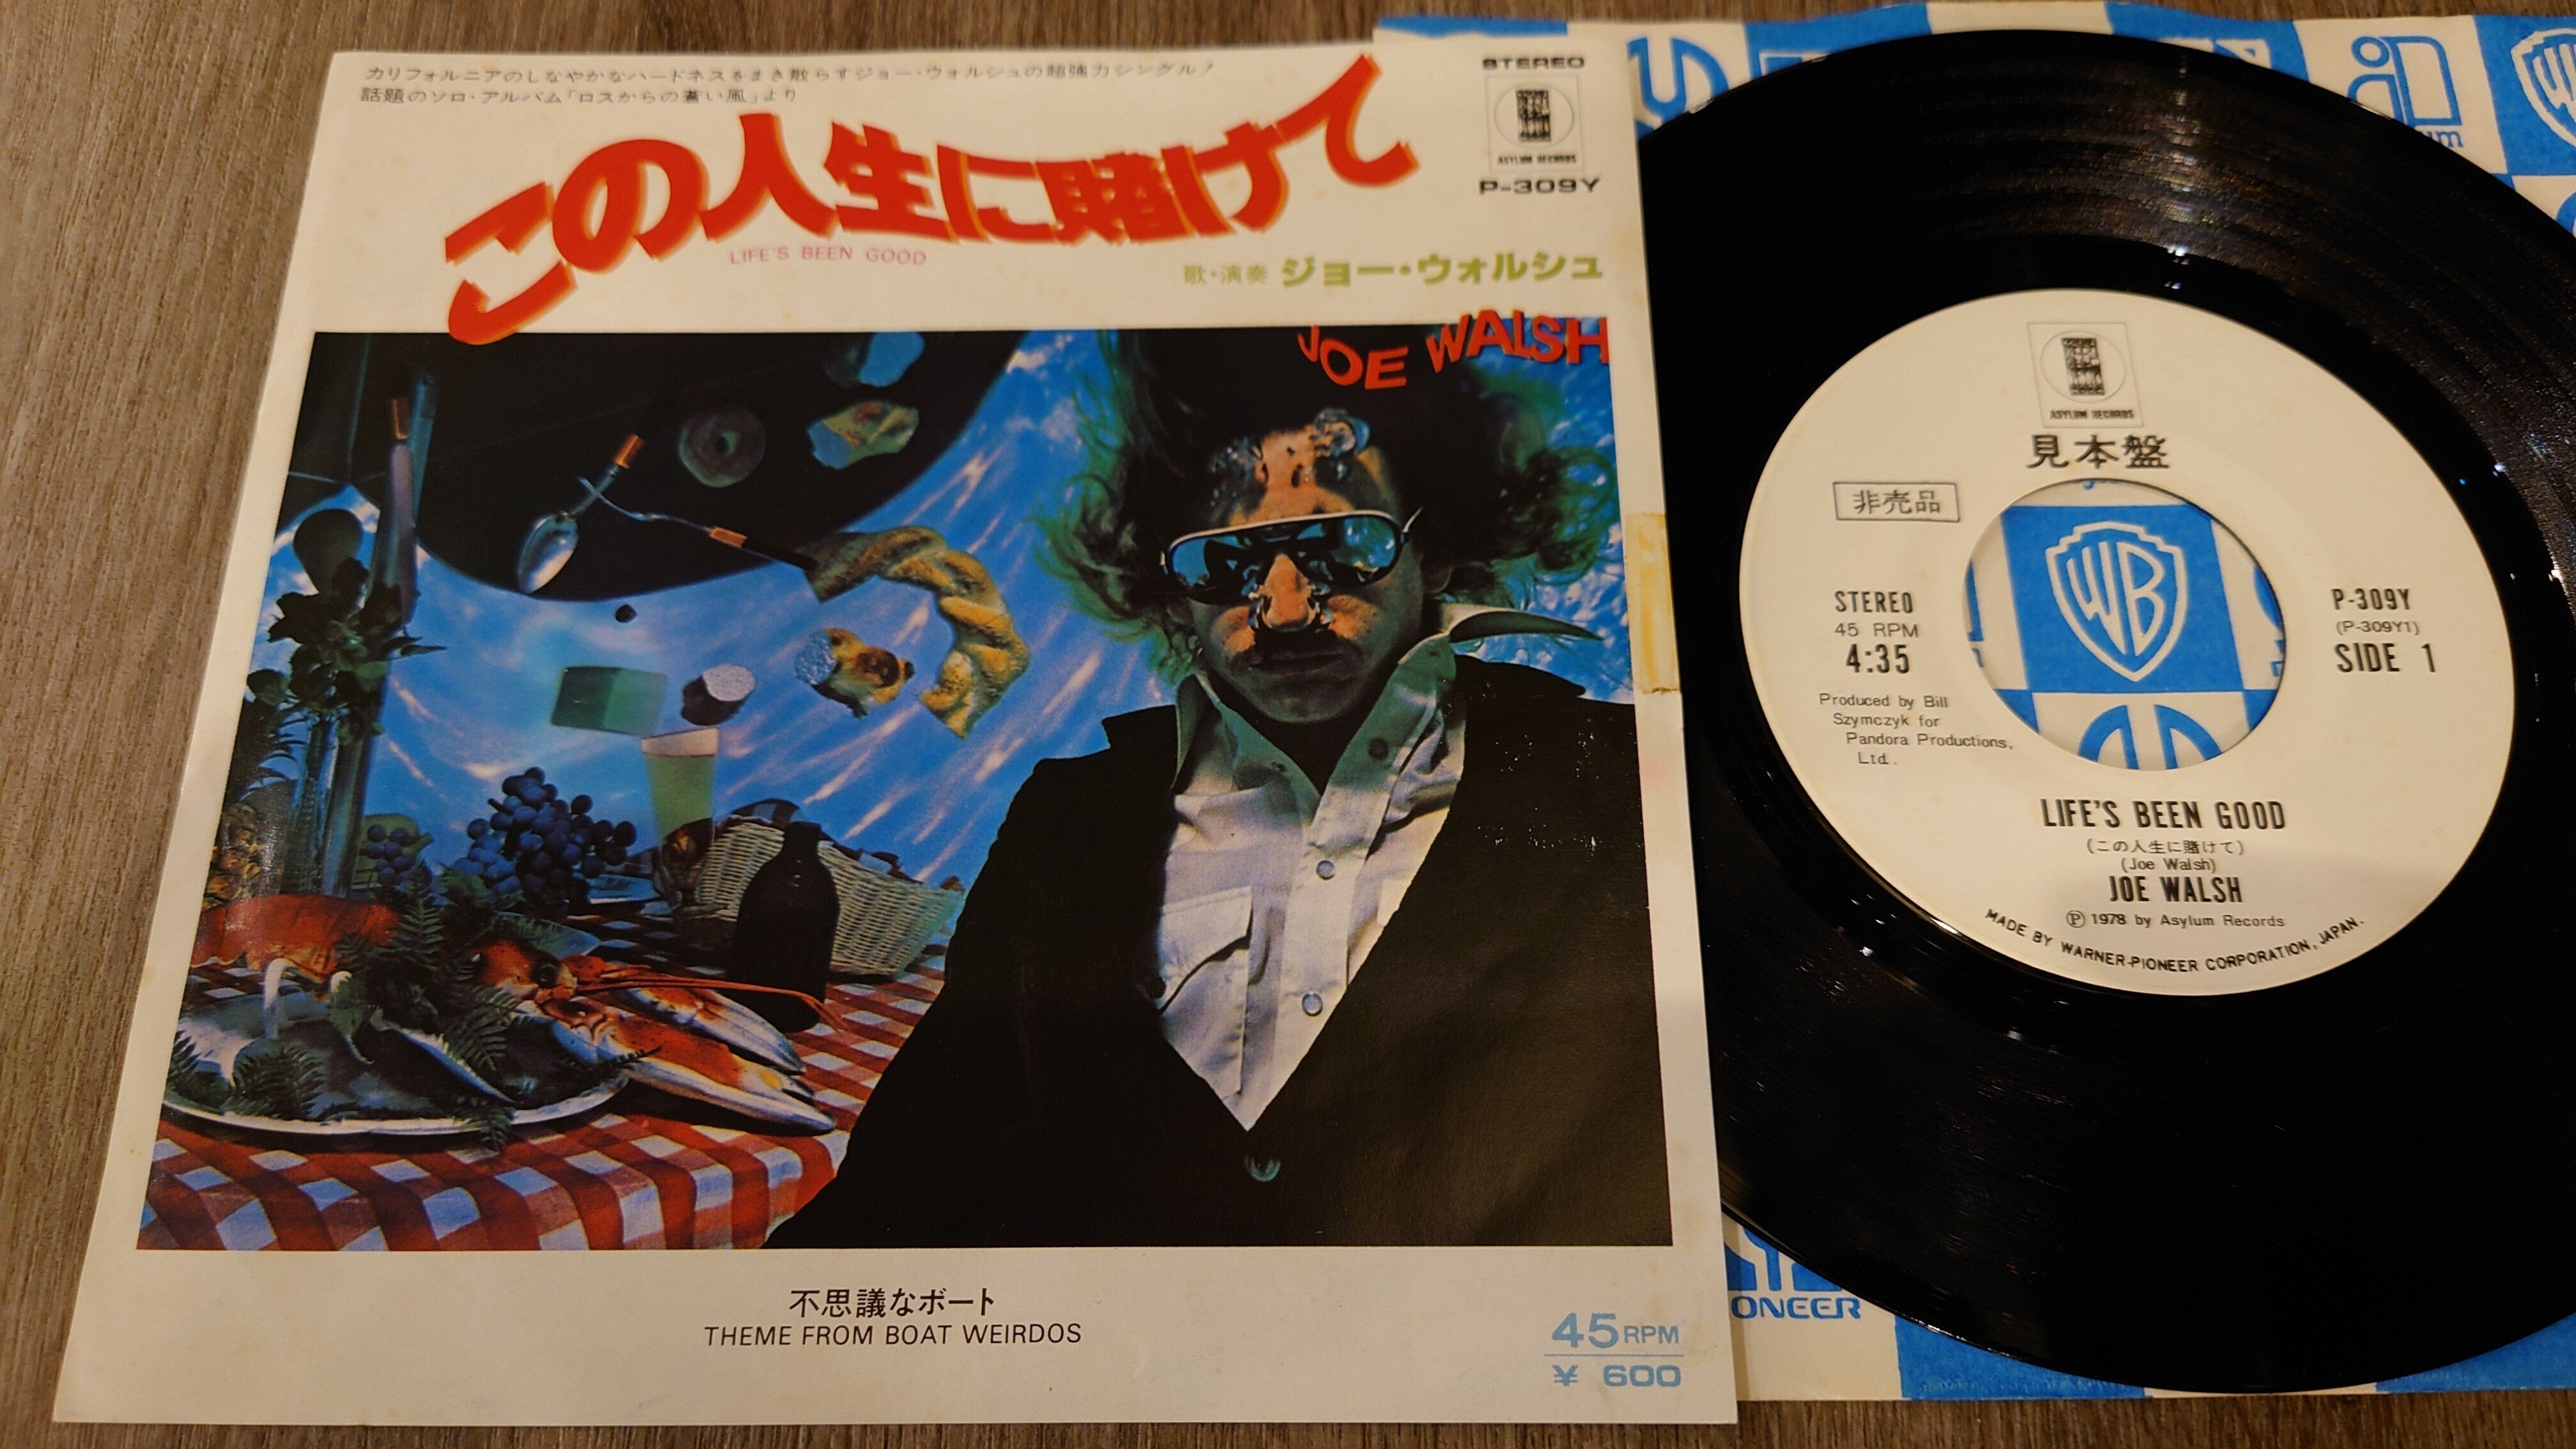 カリフォルニアのしなやかなハードネスをまき散らすジョー・ウォルシュの超強力シングル!
話題のソロ・アルバム「ロスからの蒼い風」より
この人生に賭けて
LIFE'S BEEN GOOD
歌・演奏 ジョー・ウォルシュ
STEREO
ASYLUM RECORDS
P-309Y
JOE WALSH
不思議なボート
THEME FROM BOAT WEIRDOS
45 RPM
¥ 600
ASYLUM RECORDS
見本盤
非売品
STEREO
45 RPM
4:35
P-309Y
(P-309Y1)
SIDE 1
Produced by Bill
Szymczyk for
Pandora Productions,
Ltd.
LIFE'S BEEN GOOD
(この人生に賭けて)
(Joe Walsh)
JOE WALSH
Ⓟ 1978 by Asylum Records
MADE BY WARNER-PIONEER CORPORATION, JAPAN.
WB